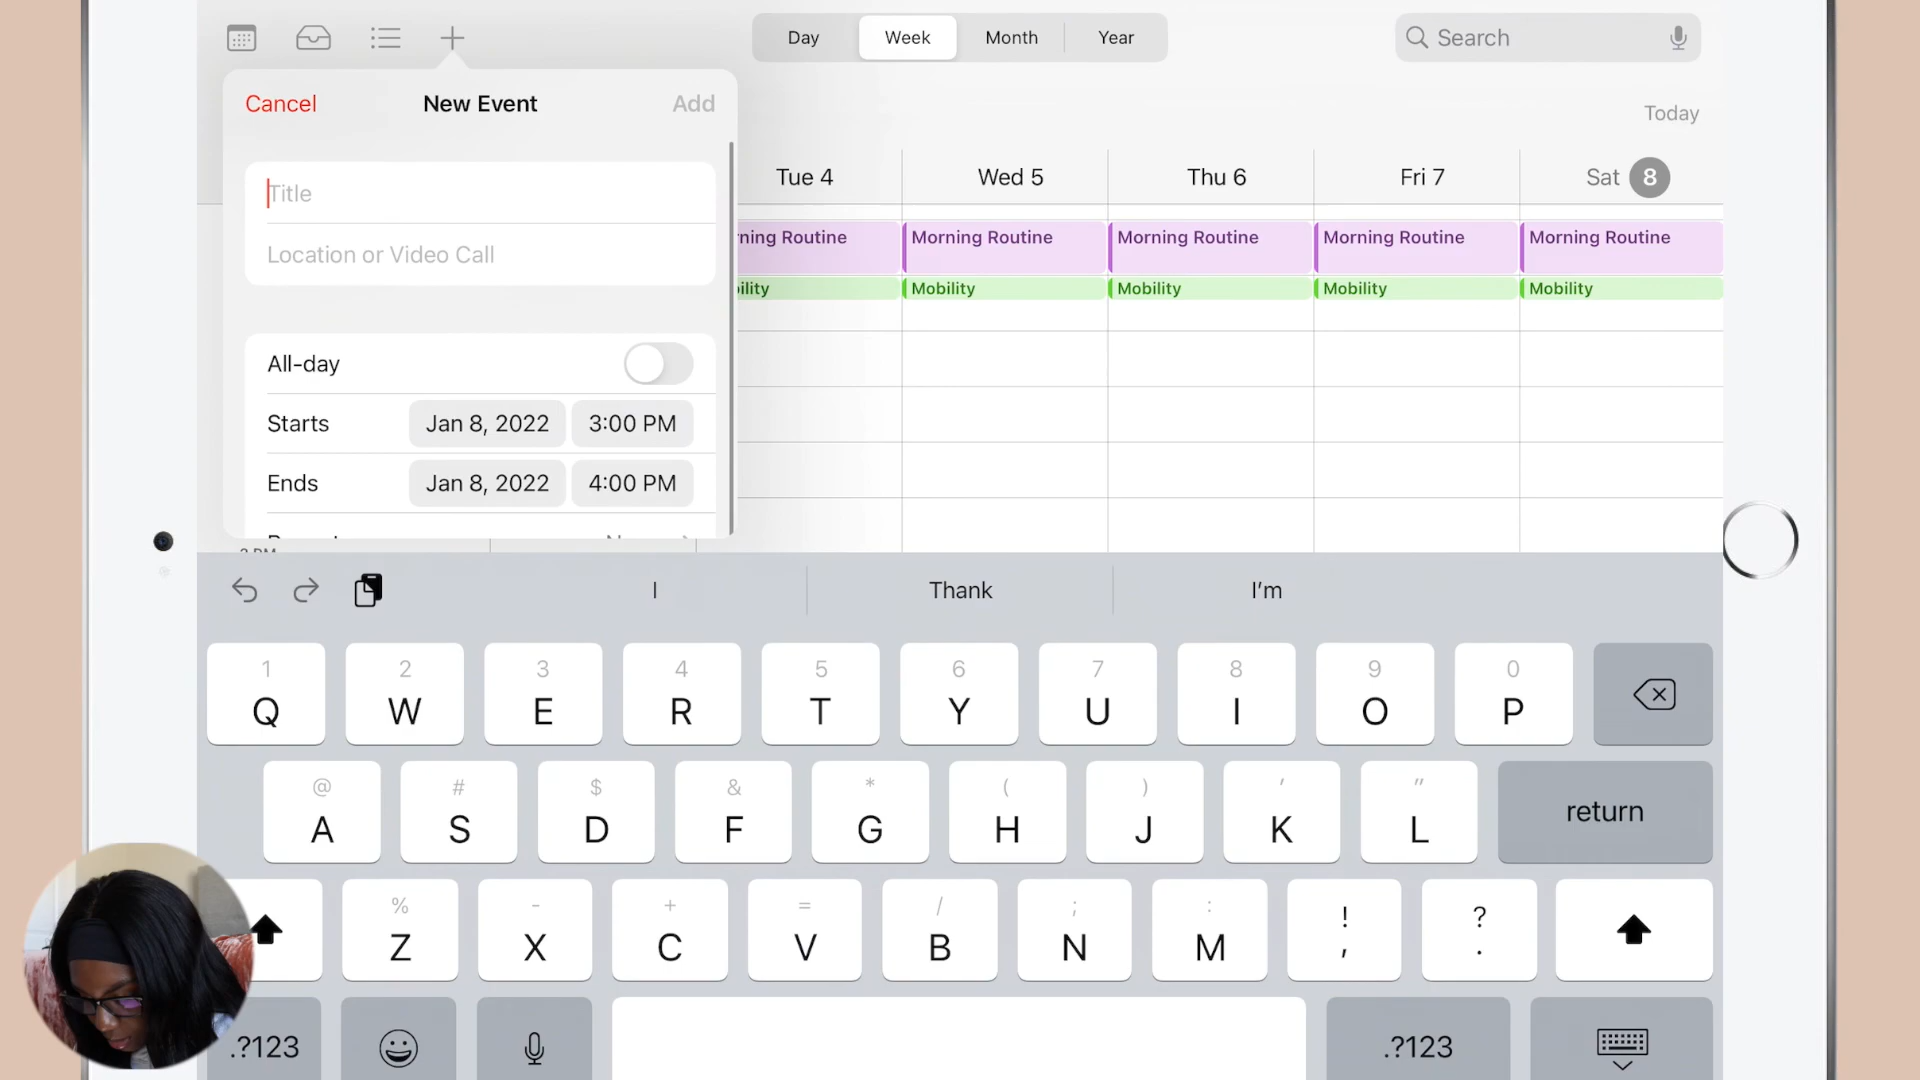 Day Week Month Year
Search
Cancel New Event Add
Today
Title
Location or Video Call
Tue 4 Wed 5 Thu 6 Fri 7 Sat 8
rning Routine Morning Routine Morning Routine Morning Routine Morning Routine
ility Mobility Mobility Mobility Mobility
All-day
Starts Jan 8, 2022 3:00 PM
Ends Jan 8, 2022 4:00 PM
I Thank I'm
1 2 3 4 5 6 7 8 9 0
Q W E R T Y U I O P
@ # $ & * ( ) ' "
A S D F G H J K L return
% - + = / ; : ! ?
Z X C V B N M , .
.?123 .?123